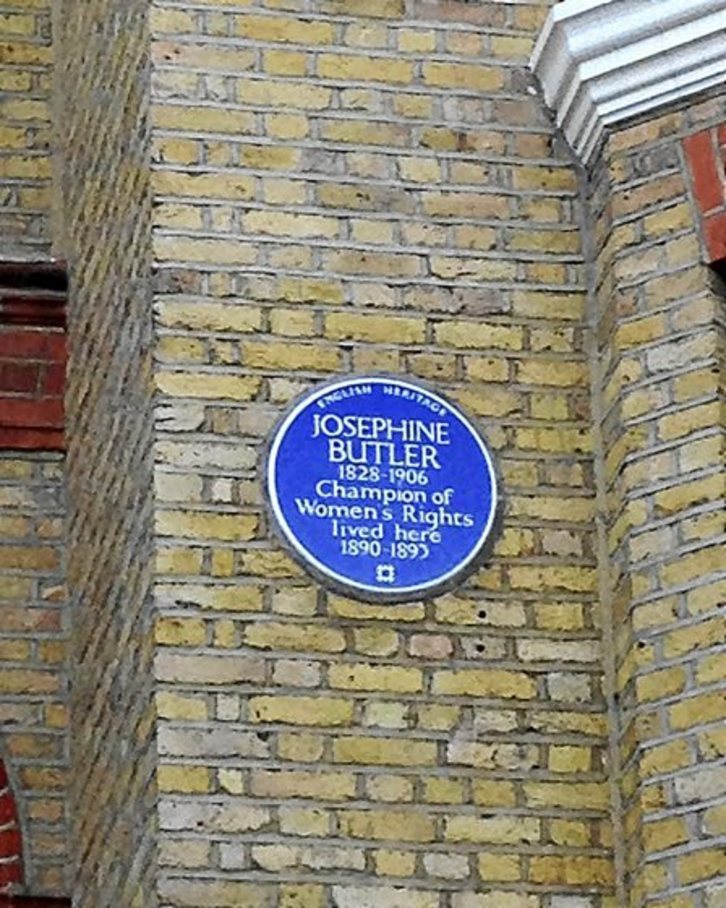 ENGLISH HERITAGE
JOSEPHINE
BUTLER
1828-1906
Champion of
Women's Rights
lived here
1890-1893